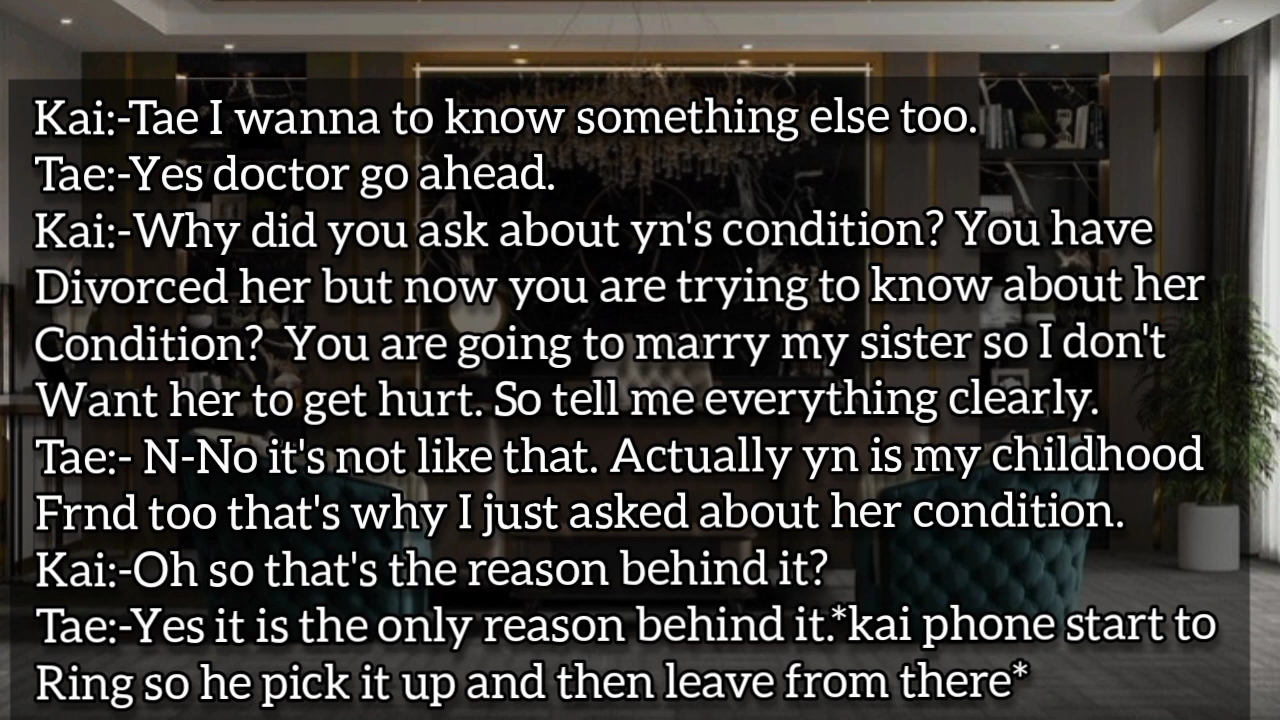 Kai:-Tae I wanna to know something else too.
Tae:-Yes doctor go ahead.
Kai:-Why did you ask about yn's condition? You have
Divorced her but now you are trying to know about her
Condition?  You are going to marry my sister so I don't
Want her to get hurt. So tell me everything clearly.
Tae:- N-No it's not like that. Actually yn is my childhood
Frnd too that's why I just asked about her condition.
Kai:-Oh so that's the reason behind it?
Tae:-Yes it is the only reason behind it.*kai phone start to
Ring so he pick it up and then leave from there*